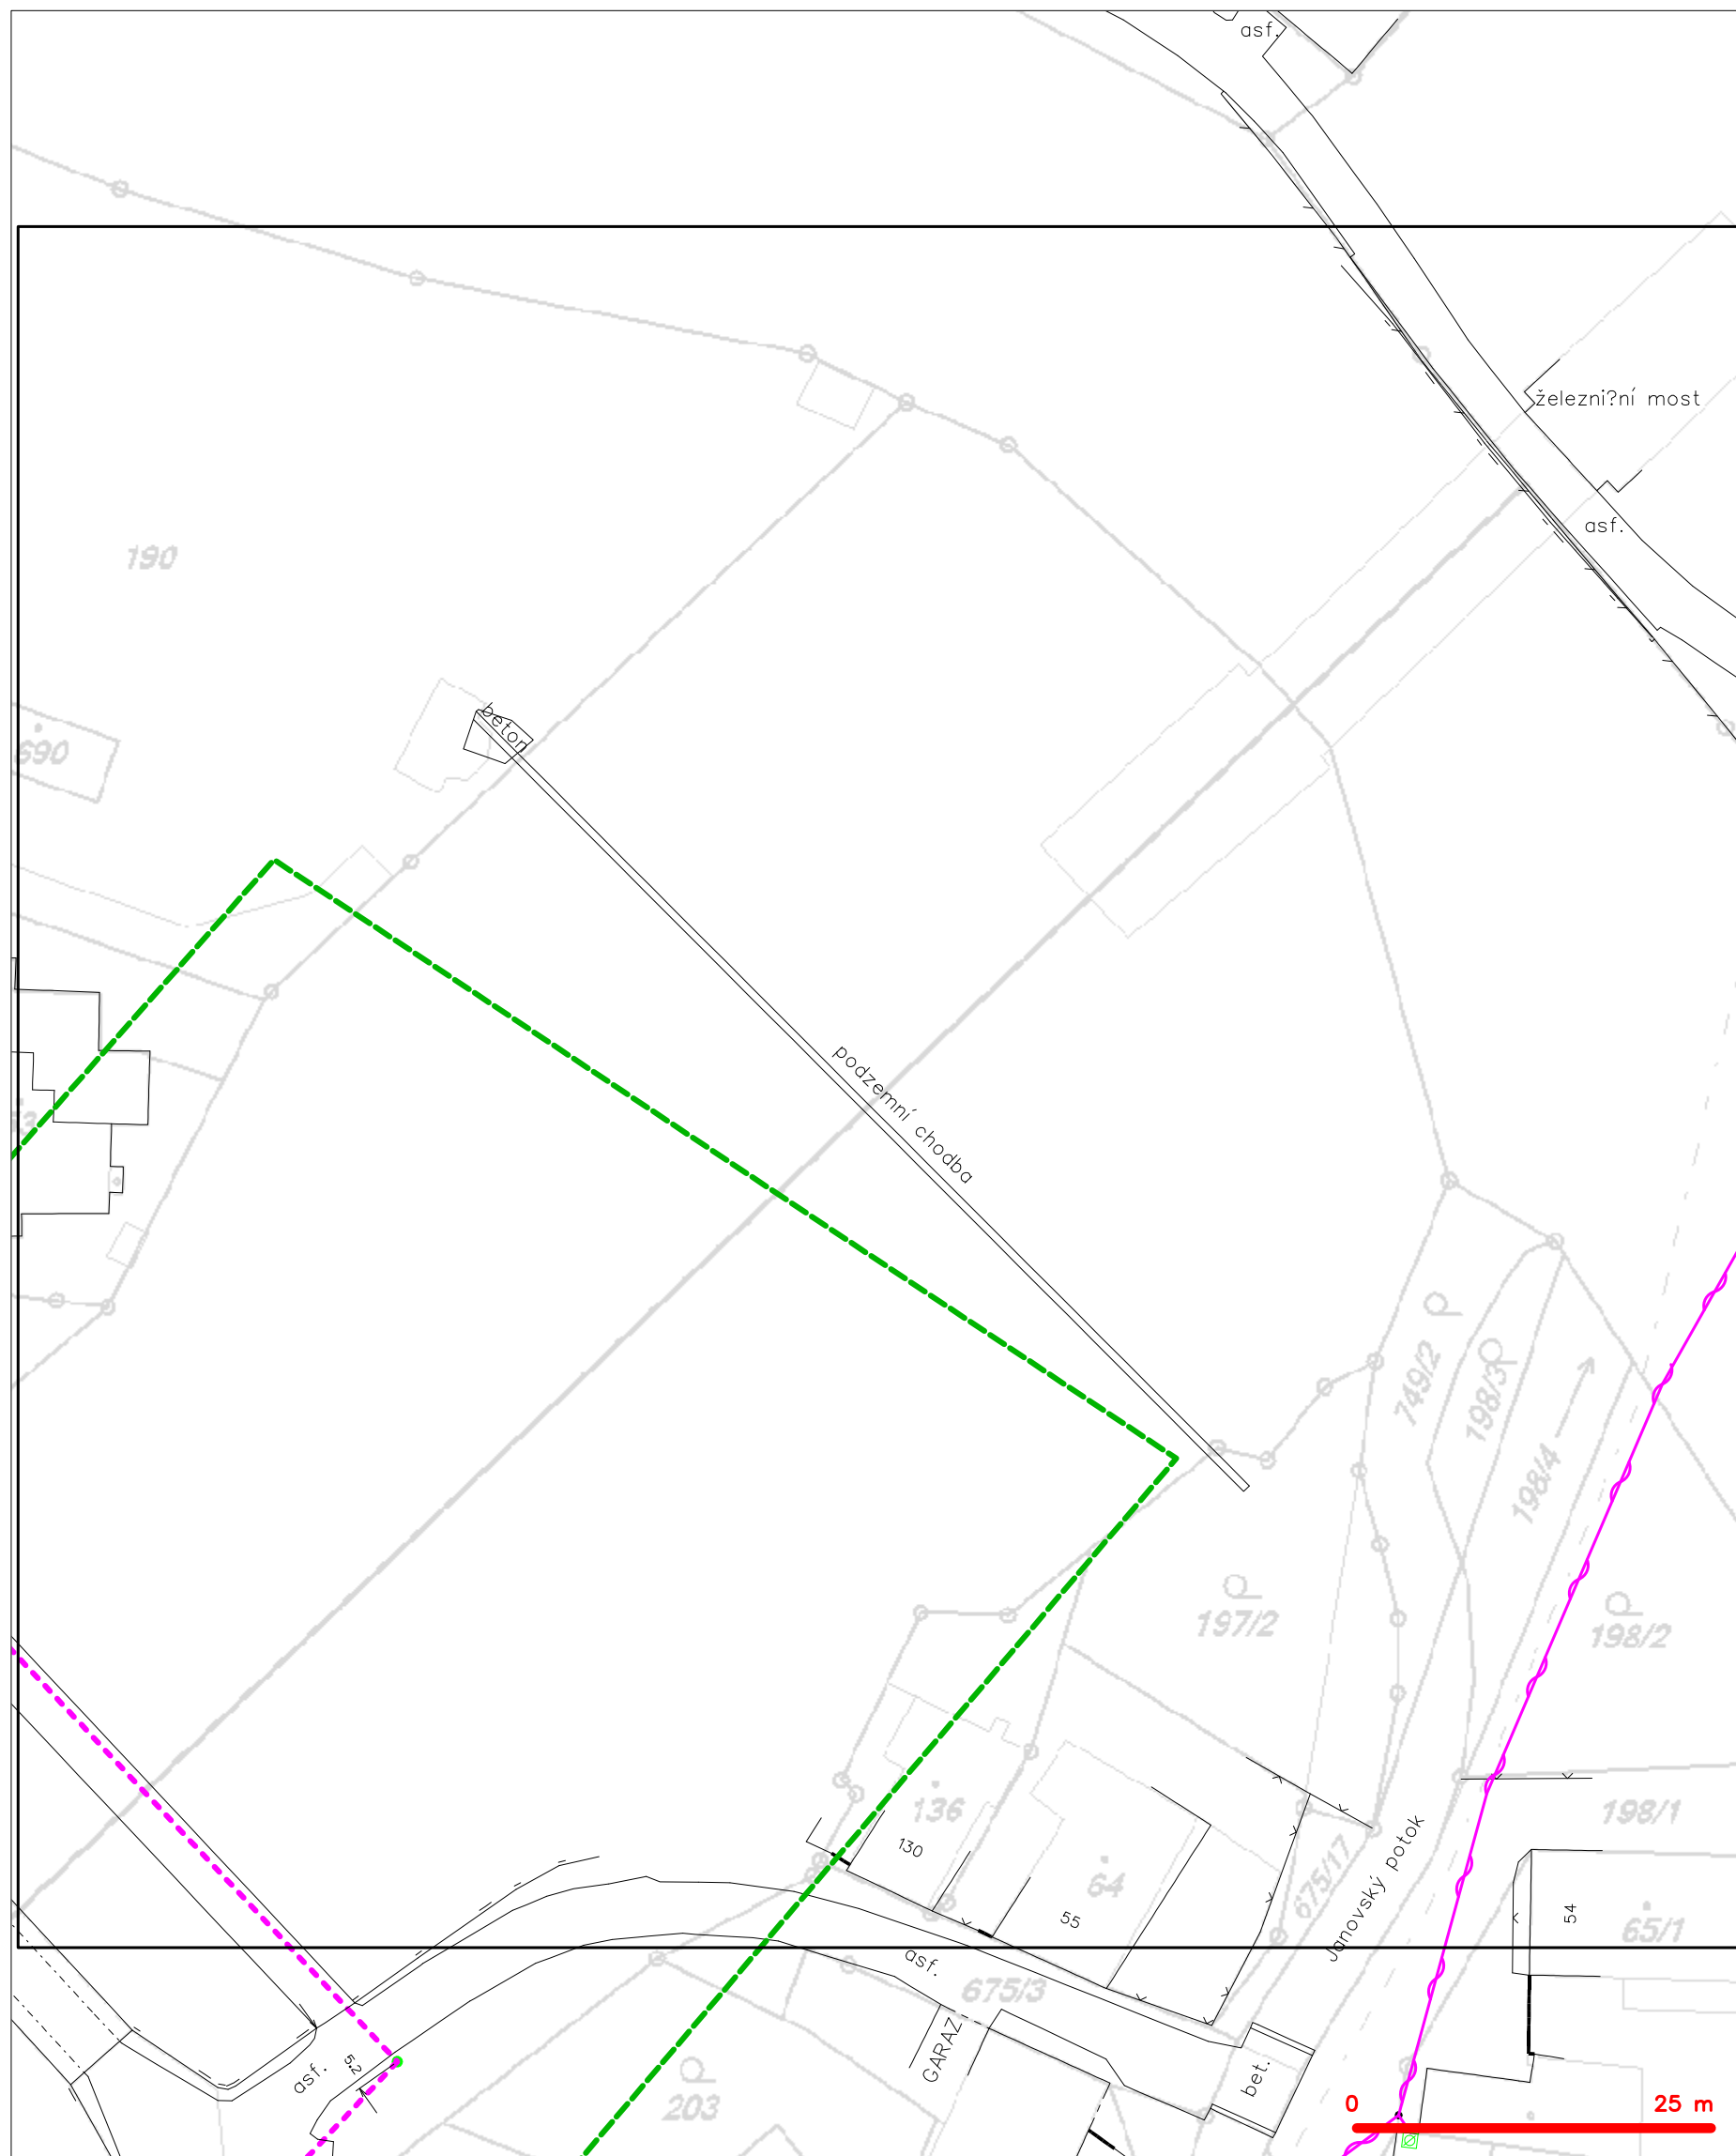 asf.
železni?ní most
asf.
190
beton
690
podzemní chodba
749/2
198/3
198/4
197/2
198/2
136
130
64
55
675/17
Janovský potok
198/1
54
65/1
asf.
675/3
GARAZ
bet.
5.2
asf.
203
0 25 m